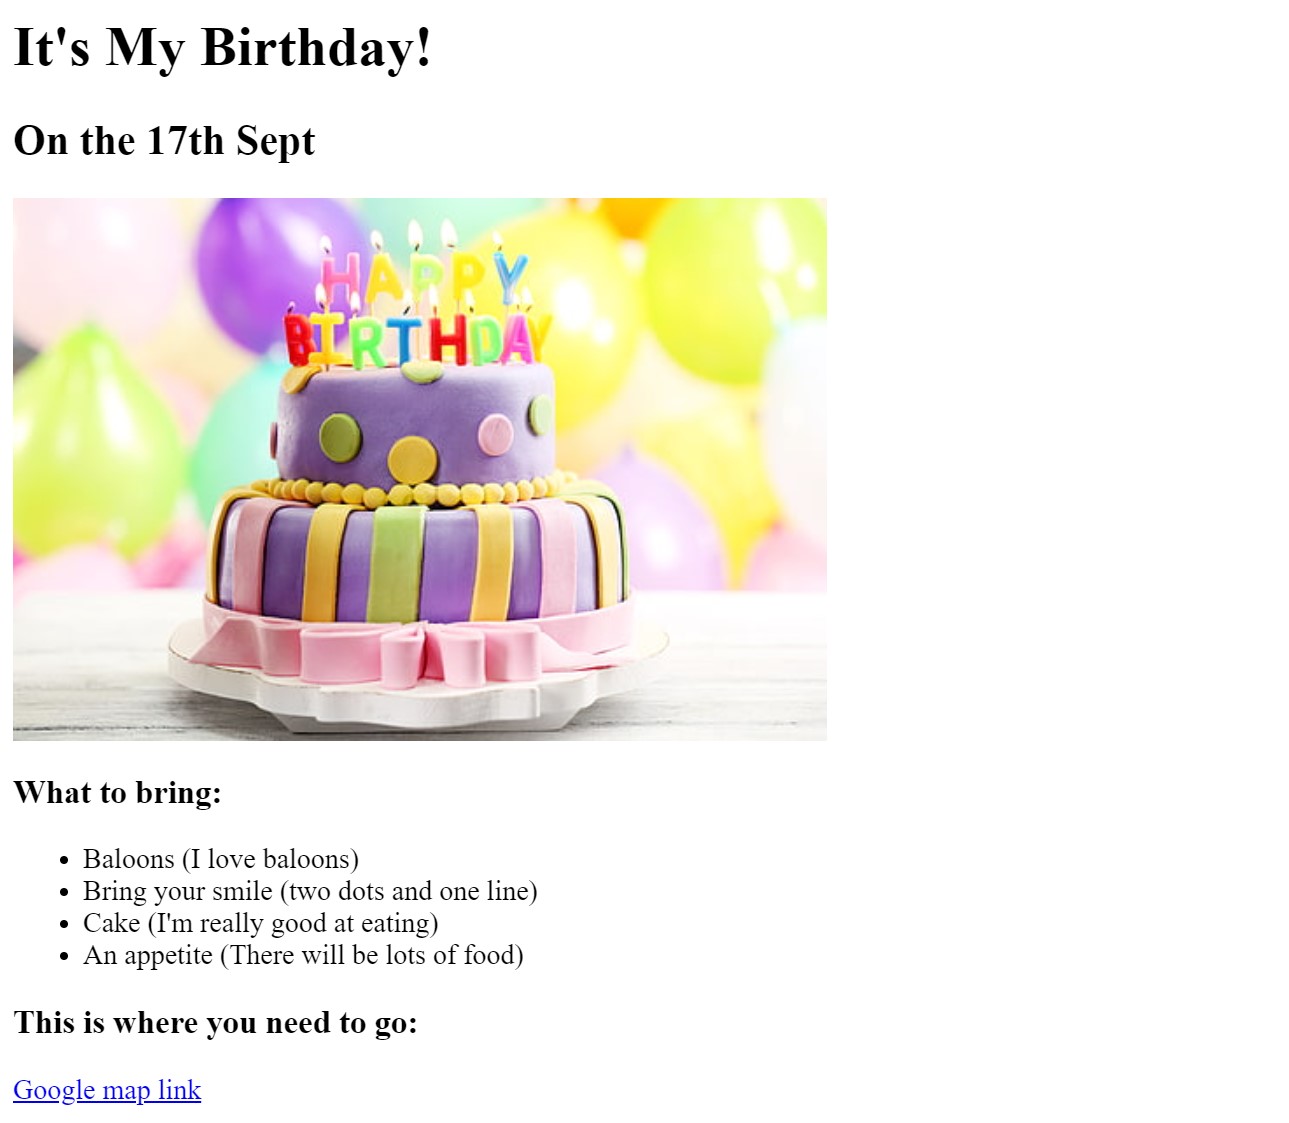 It's My Birthday!
On the 17th Sept
HAPPY
BIRTHDAY
What to bring:
Baloons (I love baloons)
Bring your smile (two dots and one line)
Cake (I'm really good at eating)
An appetite (There will be lots of food)
This is where you need to go:
Google map link